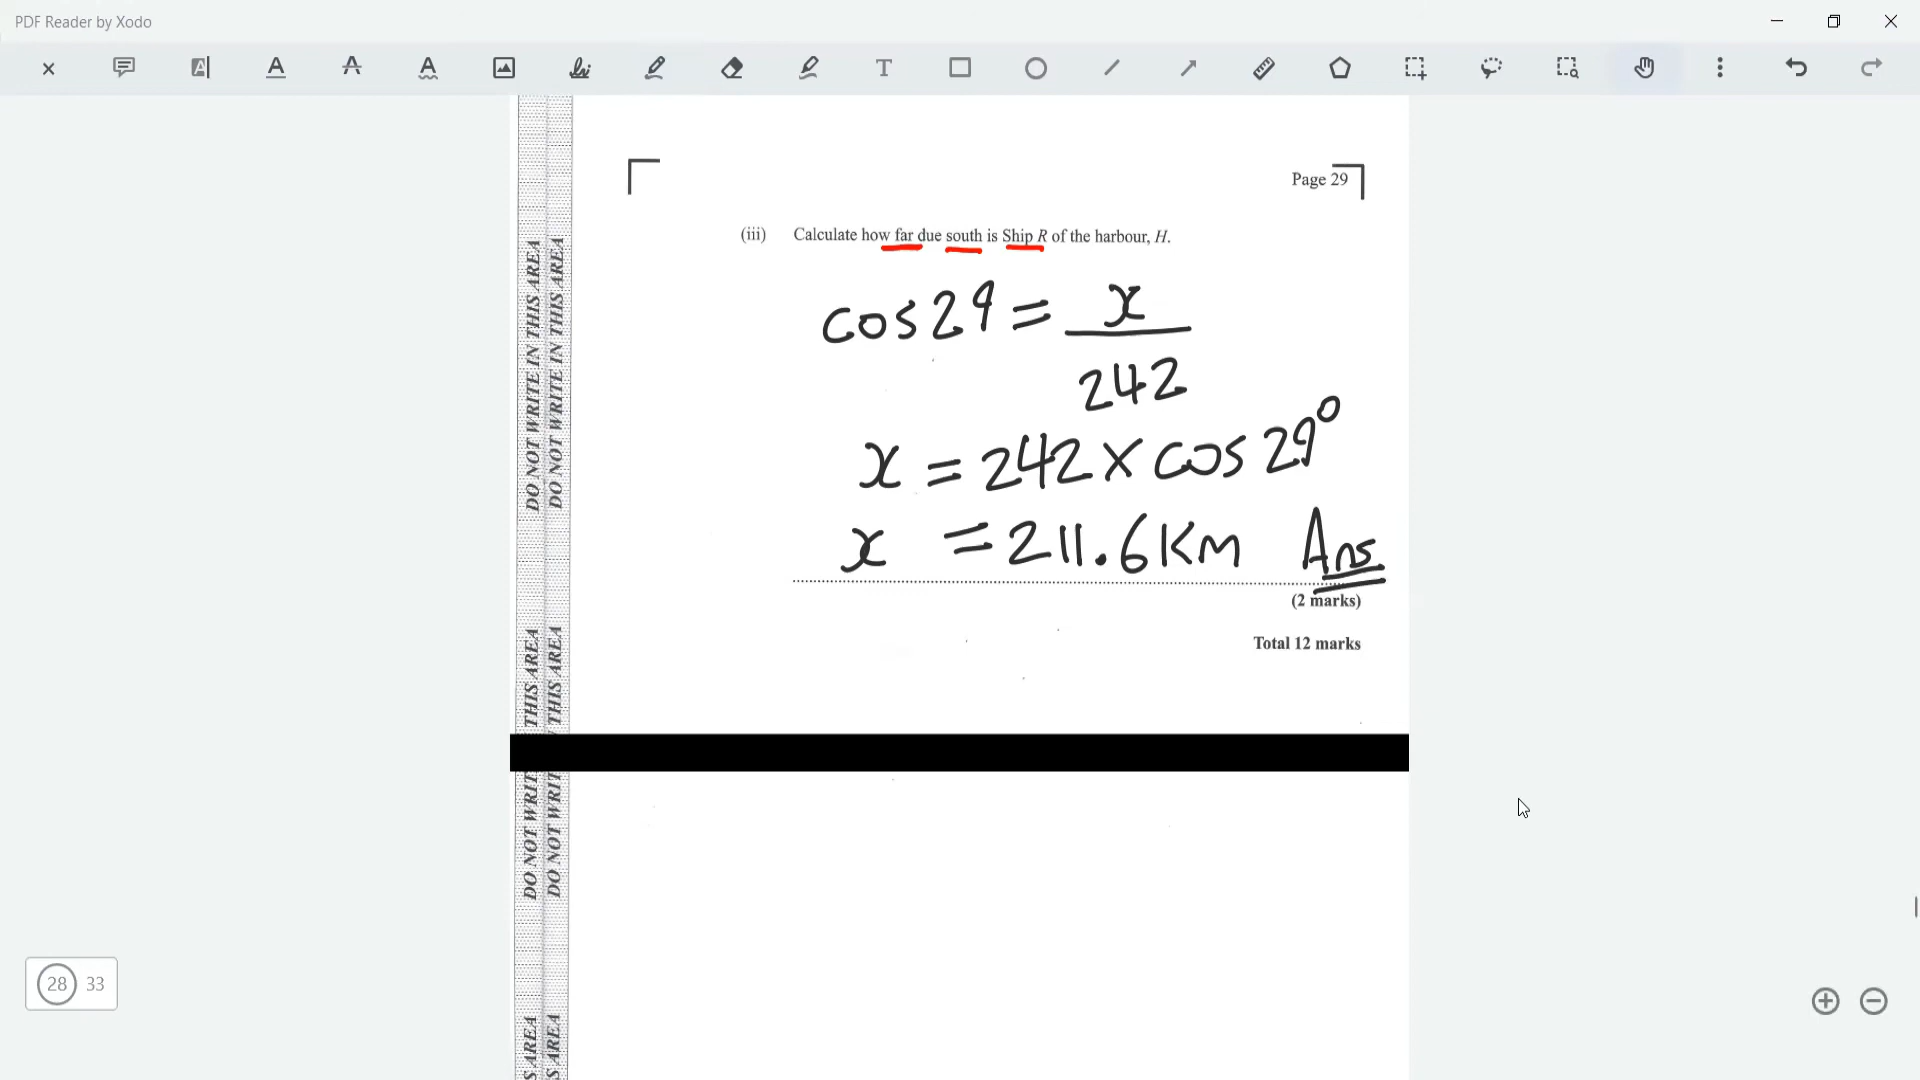 PDF Reader by Xodo
Page 29
(iii) Calculate how far due south is Ship R of the harbour, H.
cos 29 = x
242
x = 242 × cos 29°
x = 211.6 Km Ans
(2 marks)
Total 12 marks
DO NOT WRITE IN THIS AREA
DO NOT WRITE IN THIS AREA
THIS AREA
THIS AREA
DO NOT WRIT
DO NOT WRIT
S AREA
S AREA
28 33